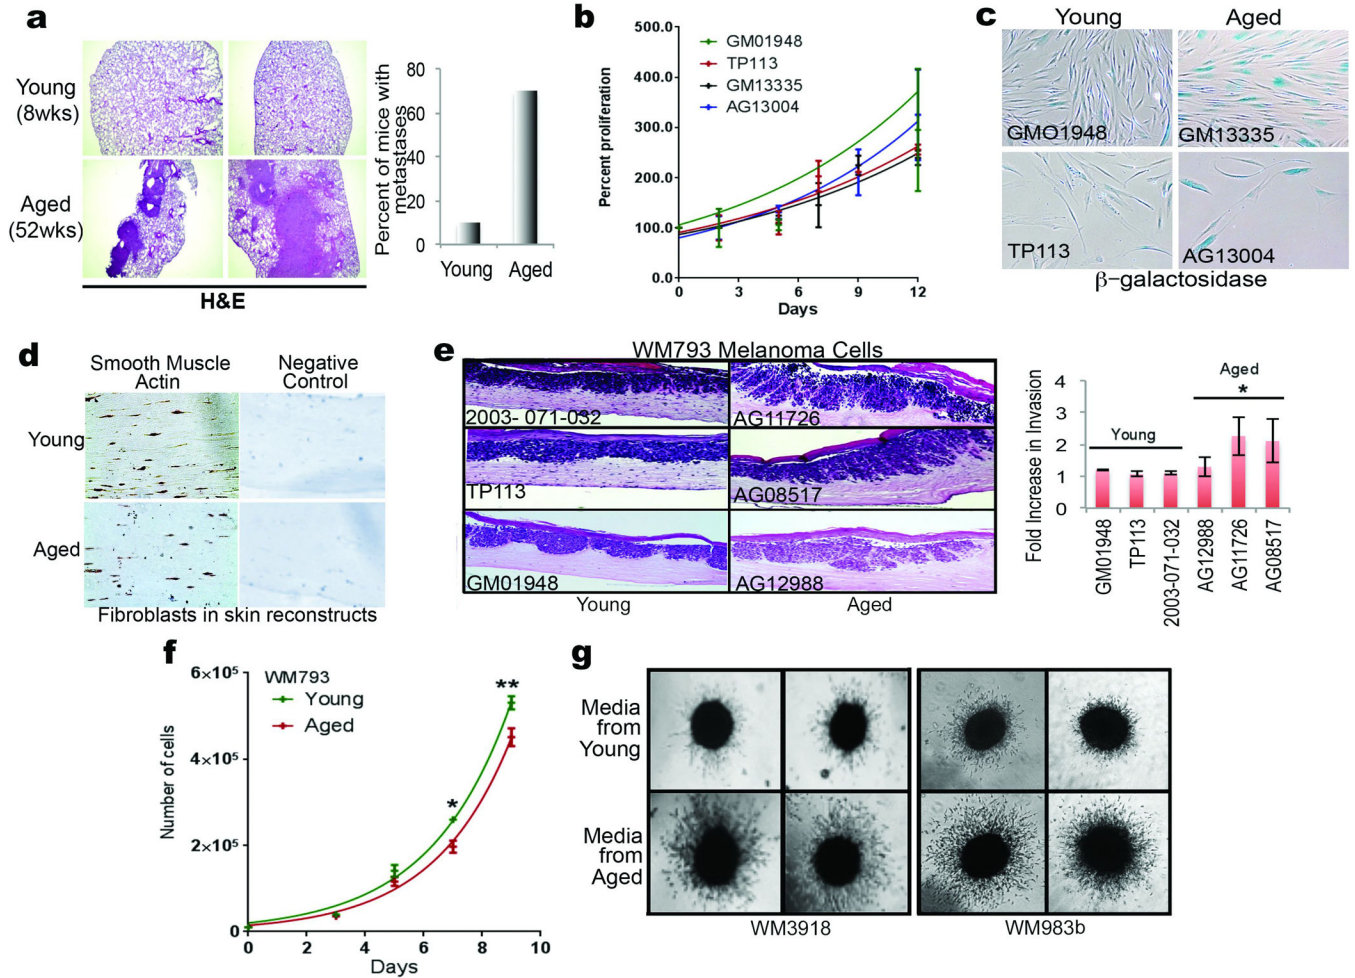 a
Young
(8wks)
Aged
(52wks)
H&E
Percent of mice with
metastases
80
60
40
20
0
Young
Aged
b
500.0
400.0
300.0
200.0
100.0
0.0
Percent proliferation
GM01948
TP113
GM13335
AG13004
0
3
6
9
12
Days
c
Young
Aged
GMO1948
GM13335
TP113
AG13004
β-galactosidase
d
Smooth Muscle
Actin
Negative
Control
Young
Aged
Fibroblasts in skin reconstructs
e
WM793 Melanoma Cells
2003- 071-032
AG11726
TP113
AG08517
GM01948
AG12988
Young
Aged
Fold Increase in Invasion
4
3
2
1
0
Young
Aged
*
GM01948
TP113
2003-071-032
AG12988
AG11726
AG08517
f
WM793
Young
Aged
6×10⁵
4×10⁵
2×10⁵
0
Number of cells
*
**
0
2
4
6
8
10
Days
g
Media
from
Young
Media
from
Aged
WM3918
WM983b